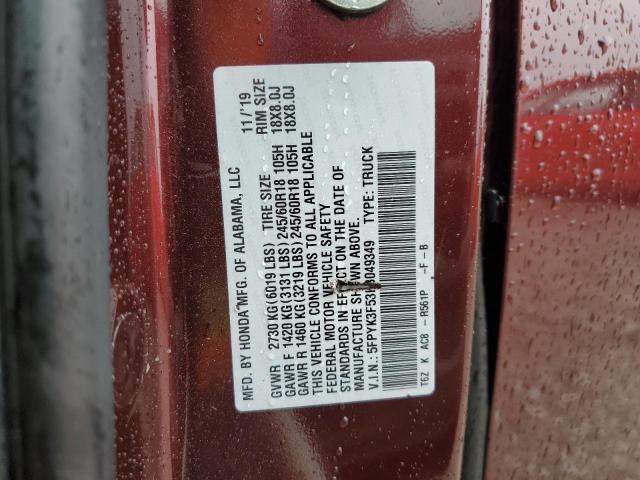 MFD. BY HONDA MFG. OF ALABAMA, LLC 11/'19
GVWR 2730 KG (6019 LBS) TIRE SIZE RIM SIZE
GAWR F 1420 KG (3131 LBS) 245/60R18 105H 18X8.0J
GAWR R 1460 KG (3219 LBS) 245/60R18 105H 18X8.0J
THIS VEHICLE CONFORMS TO ALL APPLICABLE
FEDERAL MOTOR VEHICLE SAFETY
STANDARDS IN EFFECT ON THE DATE OF
MANUFACTURE SHOWN ABOVE.
V.I.N.: TYPE: TRUCK
T6Z K AC8 - R561P -F-B